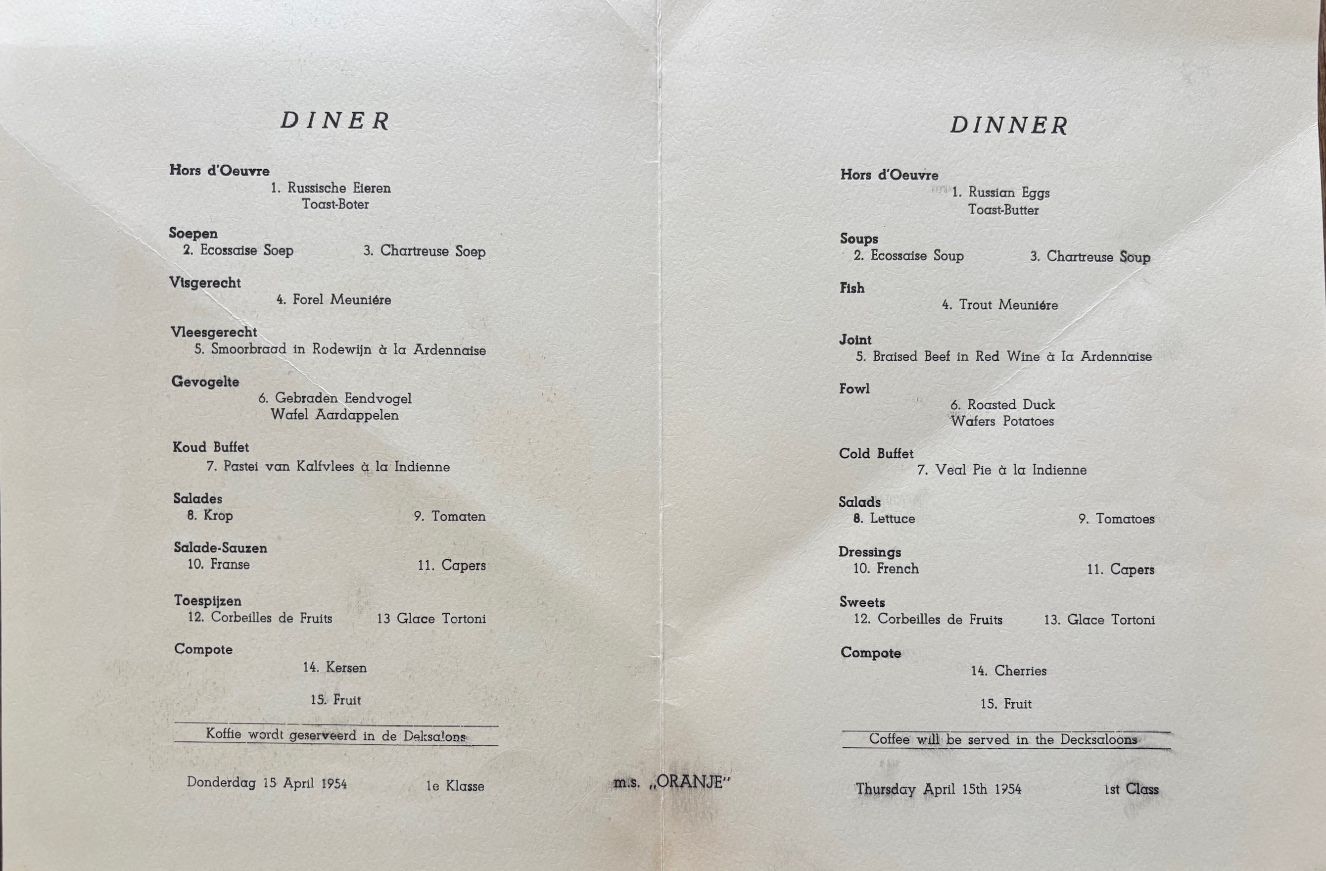 DINER
Hors d'Oeuvre
1. Russische Eieren
Toast-Boter
Soepen
2. Ecossaise Soep 3. Chartreuse Soep
Visgerecht
4. Forel Meuniére
Vleesgerecht
5. Smoorbraad in Rodewijn à la Ardennaise
Gevogelte
6. Gebraden Eendvogel
Wafel Aardappelen
Koud Buffet
7. Pastei van Kalfvlees à la Indienne
Salades
8. Krop 9. Tomaten
Salade-Sauzen
10. Franse 11. Capers
Toespijzen
12. Corbeilles de Fruits 13 Glace Tortoni
Compote
14. Kersen
15. Fruit
Koffie wordt geserveerd in de Deksalons
Donderdag 15 April 1954 1e Klasse
m.s. „ORANJE"
DINNER
Hors d'Oeuvre
1. Russian Eggs
Toast-Butter
Soups
2. Ecossaise Soup 3. Chartreuse Soup
Fish
4. Trout Meuniére
Joint
5. Braised Beef in Red Wine à la Ardennaise
Fowl
6. Roasted Duck
Wafers Potatoes
Cold Buffet
7. Veal Pie à la Indienne
Salads
8. Lettuce 9. Tomatoes
Dressings
10. French 11. Capers
Sweets
12. Corbeilles de Fruits 13. Glace Tortoni
Compote
14. Cherries
15. Fruit
Coffee will be served in the Decksaloons
Thursday April 15th 1954 1st Class